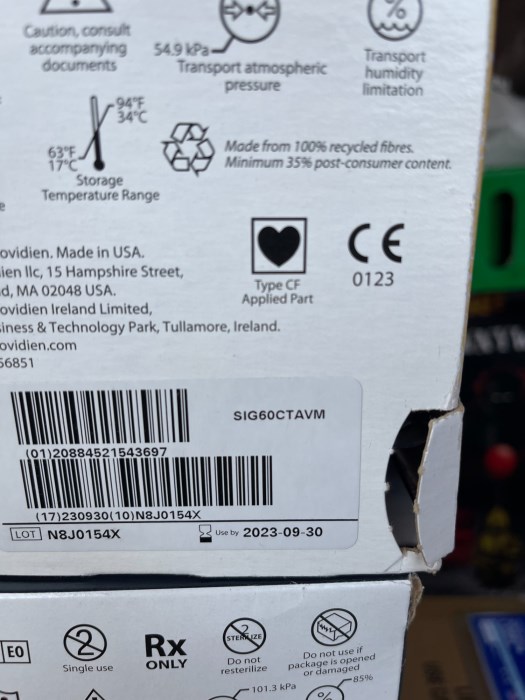 Caution, consult
accompanying
documents
54.9 kPa
Transport atmospheric
pressure
%
Transport
humidity
limitation
94°F
34°C
63°F
17°C
Storage
Temperature Range
Made from 100% recycled fibres.
Minimum 35% post-consumer content.
ovidien. Made in USA.
ien llc, 15 Hampshire Street,
d, MA 02048 USA.
ovidien Ireland Limited,
siness & Technology Park, Tullamore, Ireland.
ovidien.com
56851
Type CF
Applied Part
CE
0123
SIG60CTAVM
(01)20884521543697
(17)230930(10)N8J0154X
LOT N8J0154X
Use by 2023-09-30
EO
2
Single use
Rx
ONLY
2
STERILIZE
Do not
resterilize
Do not use if
package is opened
or damaged
101.3 kPa
%
85%